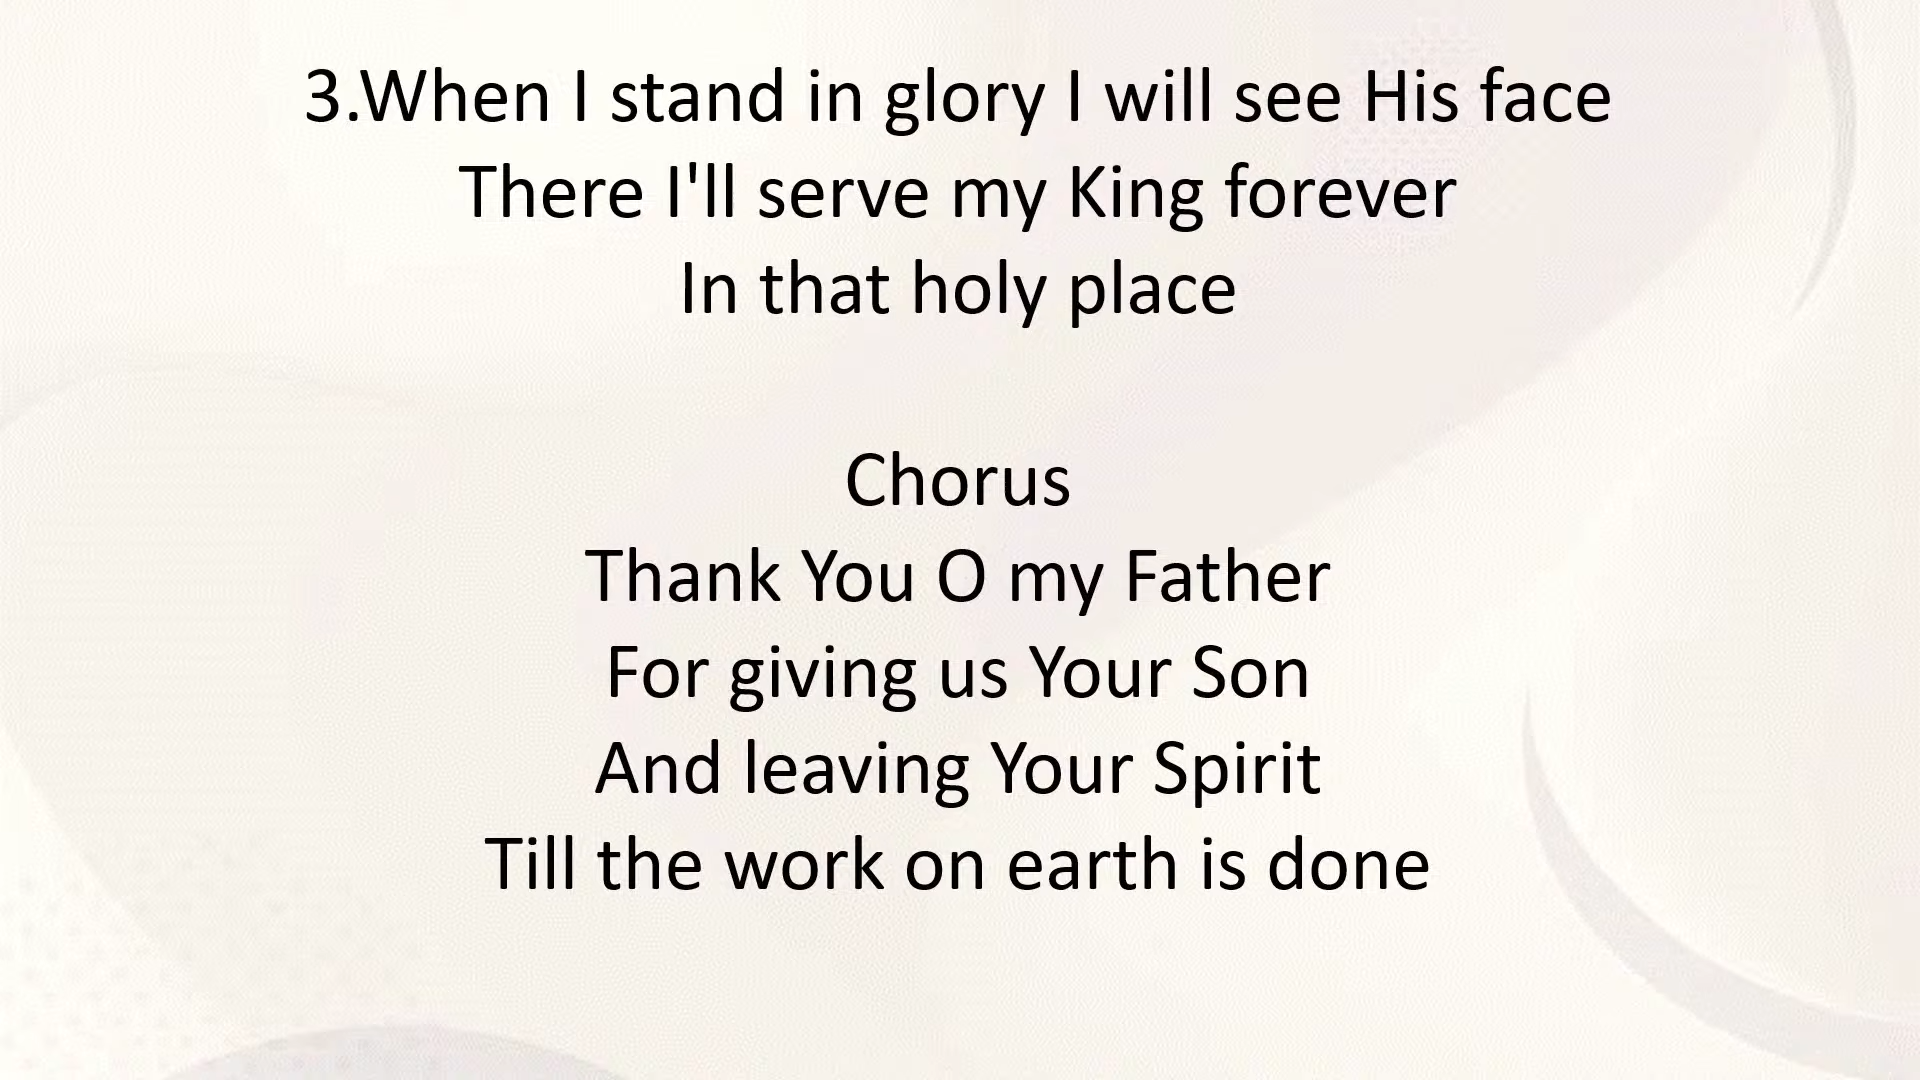 3.When I stand in glory I will see His face
There I'll serve my King forever
In that holy place
Chorus
Thank You O my Father
For giving us Your Son
And leaving Your Spirit
Till the work on earth is done